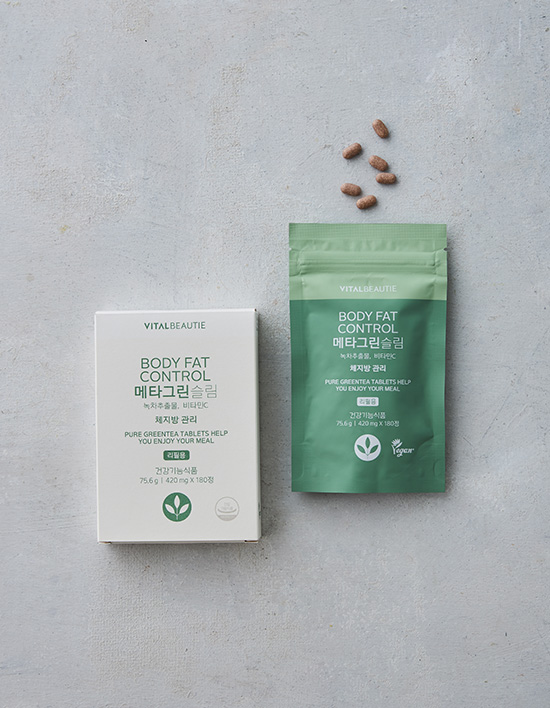 VITALBEAUTIE
BODY FAT
CONTROL
메타그린슬림
녹차추출물, 비타민C
체지방 관리
PURE GREENTEA TABLETS HELP
YOU ENJOY YOUR MEAL
리필용
건강기능식품
75.6 g | 420 mg X 180정
VITALBEAUTIE
BODY FAT
CONTROL
메타그린슬림
녹차추출물, 비타민C
체지방 관리
PURE GREENTEA TABLETS HELP
YOU ENJOY YOUR MEAL
리필용
건강기능식품
75.6 g | 420 mg X 180정
Vegan